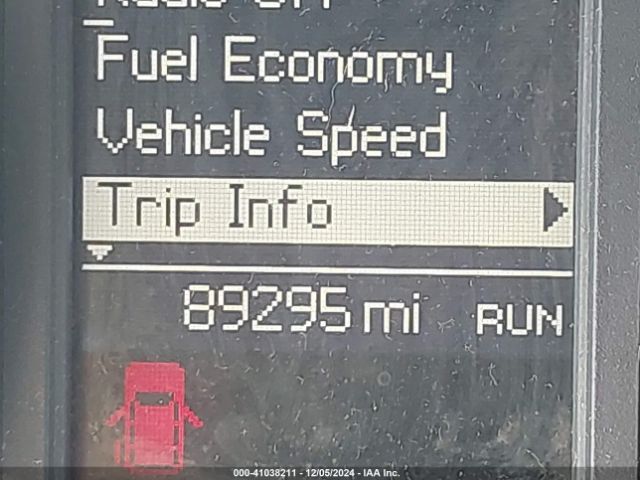 Fuel Economy
Vehicle Speed
Trip Info
89295 mi RUN
000-41038211 - 12/05/2024 - IAA Inc.